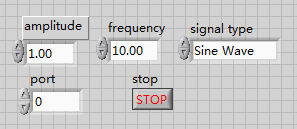 amplitude frequency signal type
1.00 10.00 Sine Wave
port stop
0 STOP